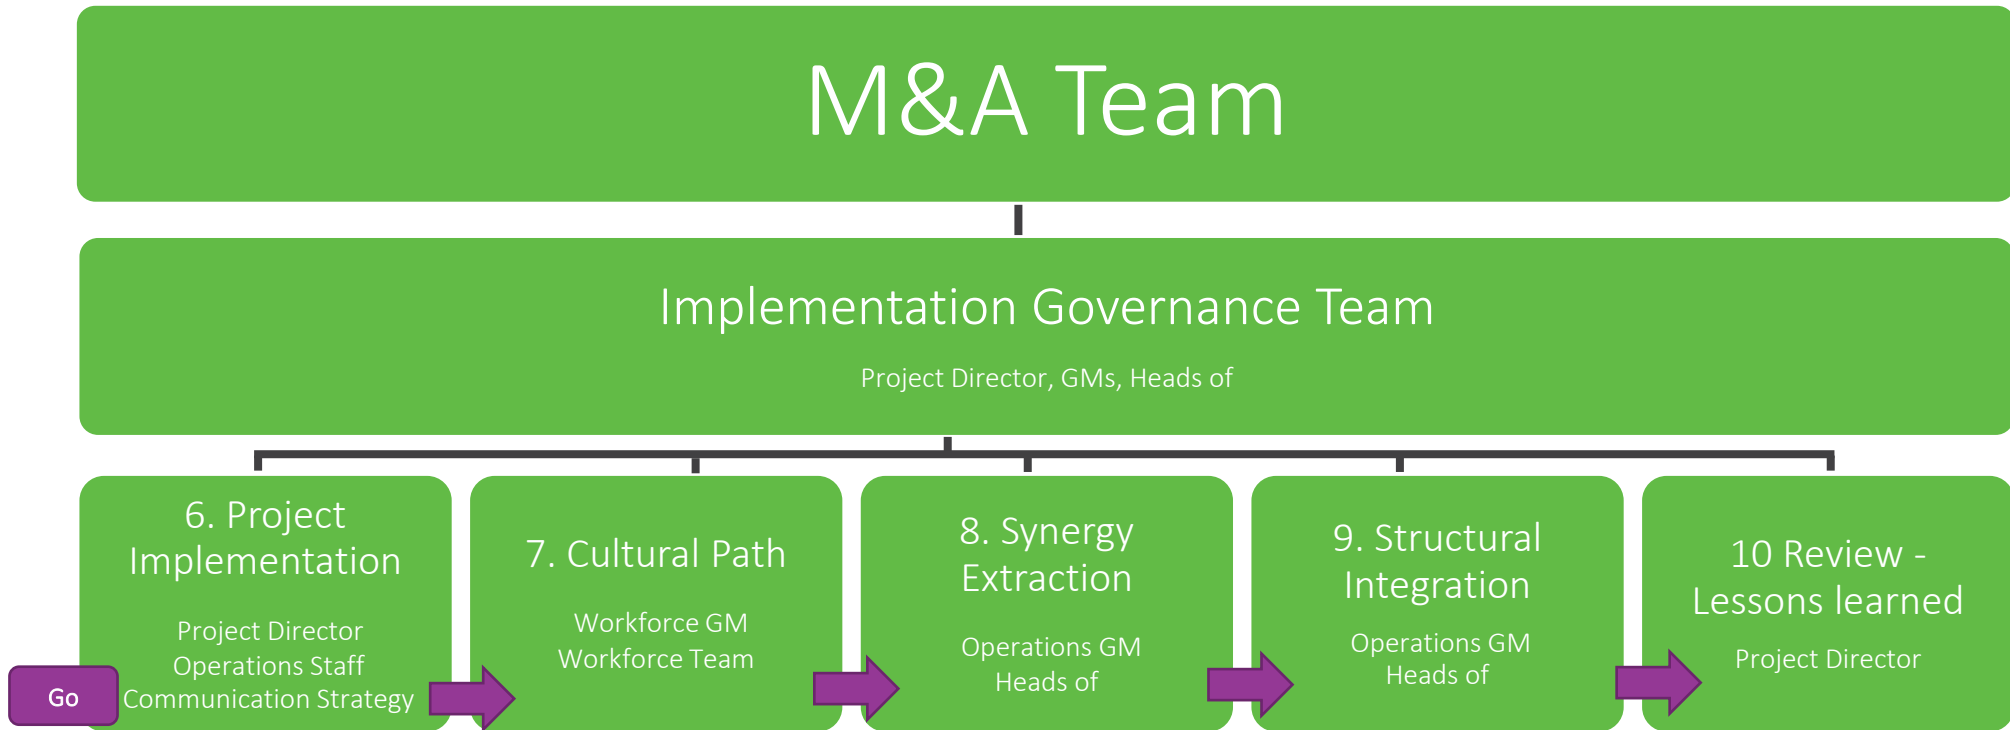 M&A Team
Implementation Governance Team
Project Director, GMs, Heads of
6. Project
Implementation
Project Director
Operations Staff
Communication Strategy
Go
7. Cultural Path
Workforce GM
Workforce Team
8. Synergy
Extraction
Operations GM
Heads of
9. Structural
Integration
Operations GM
Heads of
10 Review -
Lessons learned
Project Director